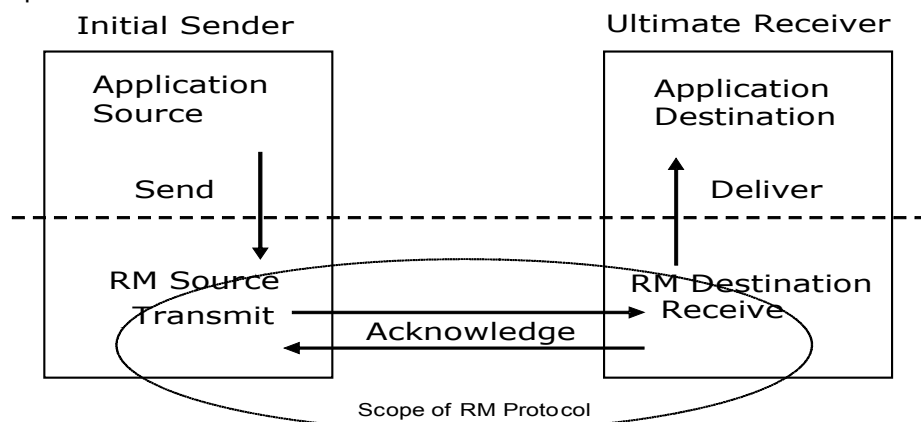 Initial Sender
Ultimate Receiver
Application
Source
Application
Destination
Send
Deliver
RM Source
Transmit
RM Destination
Receive
Acknowledge
Scope of RM Protocol